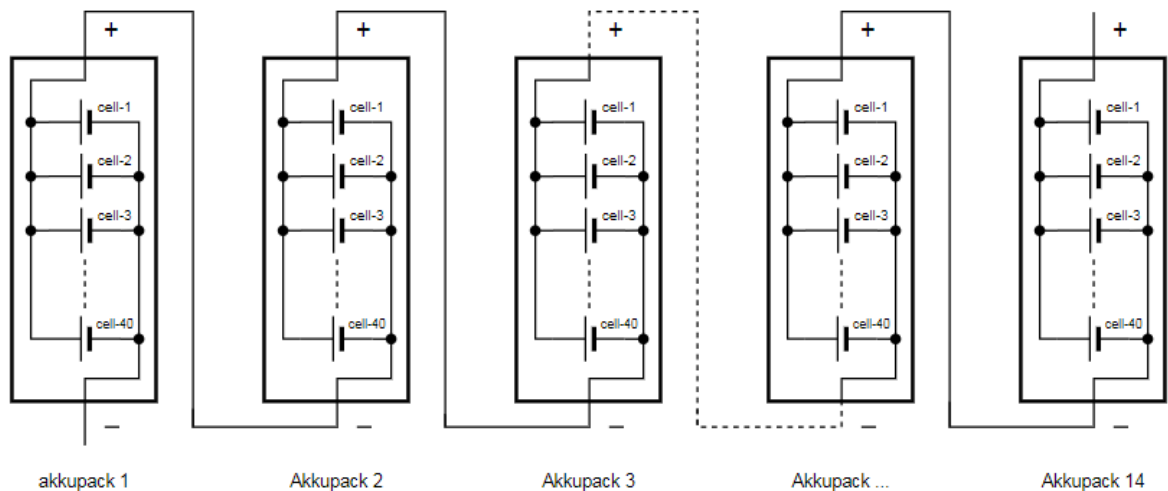 + + + + +
cell-1 cell-1 cell-1 cell-1 cell-1
cell-2 cell-2 cell-2 cell-2 cell-2
cell-3 cell-3 cell-3 cell-3 cell-3
cell-40 cell-40 cell-40 cell-40 cell-40
– – – – –
akkupack 1 Akkupack 2 Akkupack 3 Akkupack ... Akkupack 14